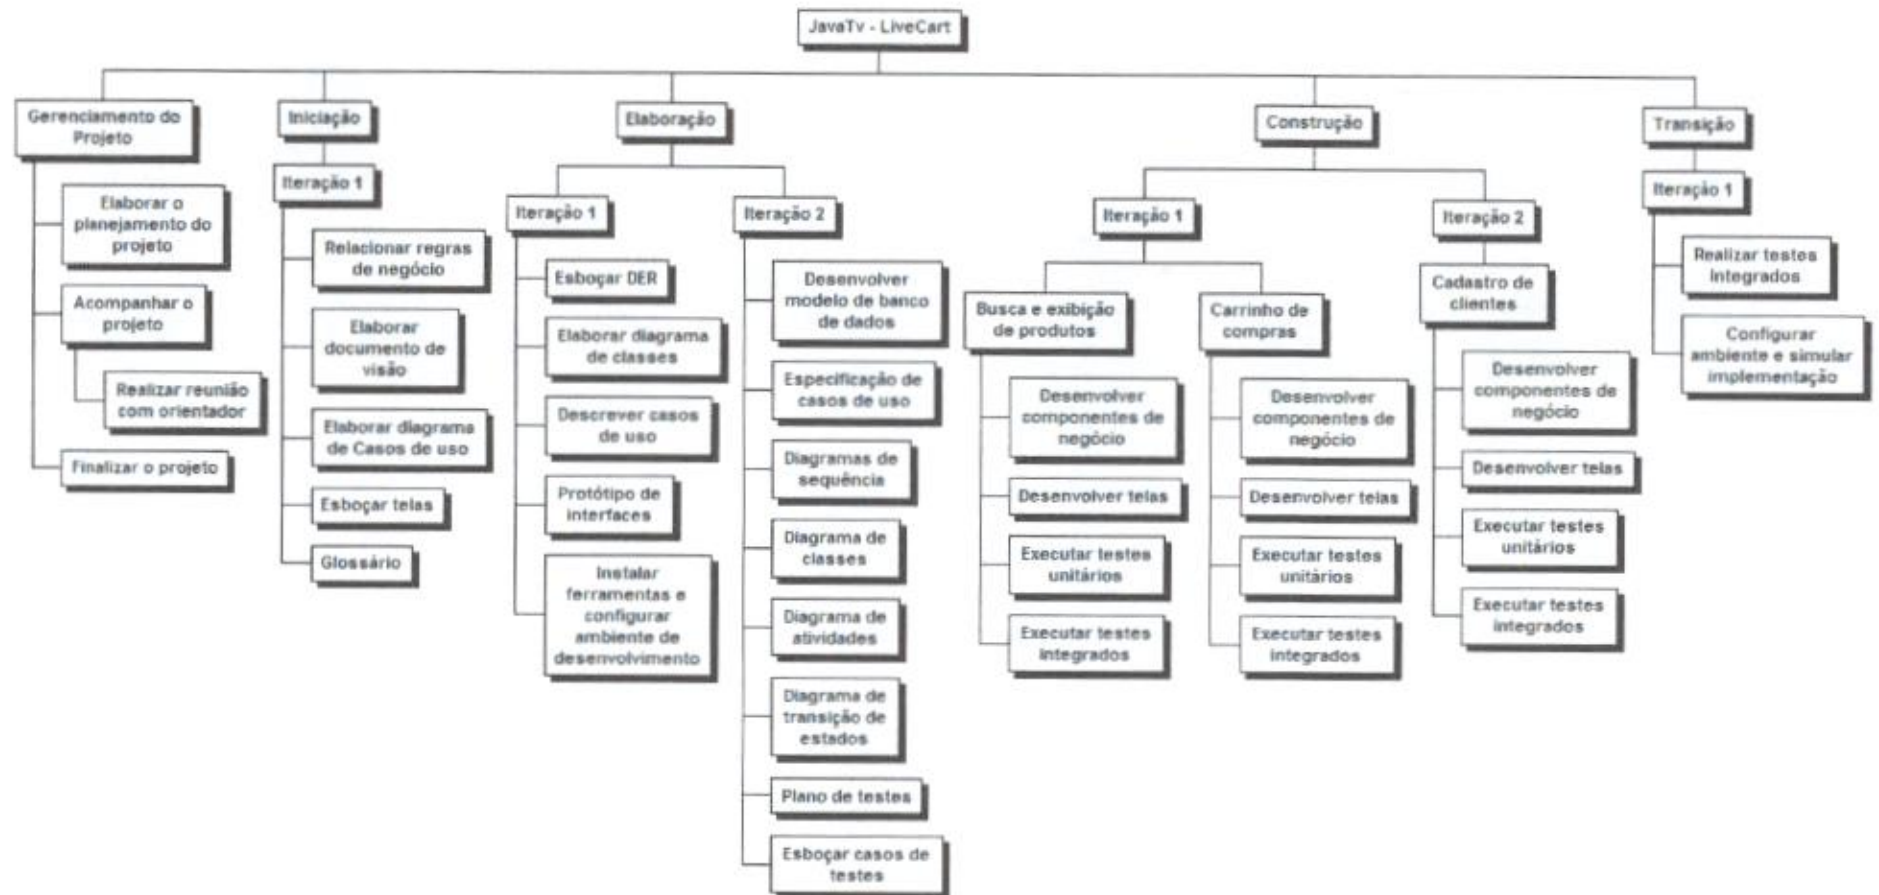 JavaTv - LiveCart
Gerenciamento do
Projeto
Elaborar o
planejamento do
projeto
Acompanhar o
projeto
Realizar reunião
com orientador
Finalizar o projeto
Iniciação
Iteração 1
Relacionar regras
de negócio
Elaborar
documento de
visão
Elaborar diagrama
de Casos de uso
Esboçar telas
Glossário
Elaboração
Iteração 1
Esboçar DER
Elaborar diagrama
de classes
Descrever casos
de uso
Protótipo de
interfaces
Instalar
ferramentas e
configurar
ambiente de
desenvolvimento
Iteração 2
Desenvolver
modelo de banco
de dados
Especificação de
casos de uso
Diagramas de
sequência
Diagrama de
classes
Diagrama de
atividades
Diagrama de
transição de
estados
Plano de testes
Esboçar casos de
testes
Construção
Iteração 1
Busca e exibição
de produtos
Desenvolver
componentes de
negócio
Desenvolver telas
Executar testes
unitários
Executar testes
integrados
Carrinho de
compras
Desenvolver
componentes de
negócio
Desenvolver telas
Executar testes
unitários
Executar testes
integrados
Iteração 2
Cadastro de
clientes
Desenvolver
componentes de
negócio
Desenvolver telas
Executar testes
unitários
Executar testes
integrados
Transição
Iteração 1
Realizar testes
Integrados
Configurar
ambiente e simular
implementação